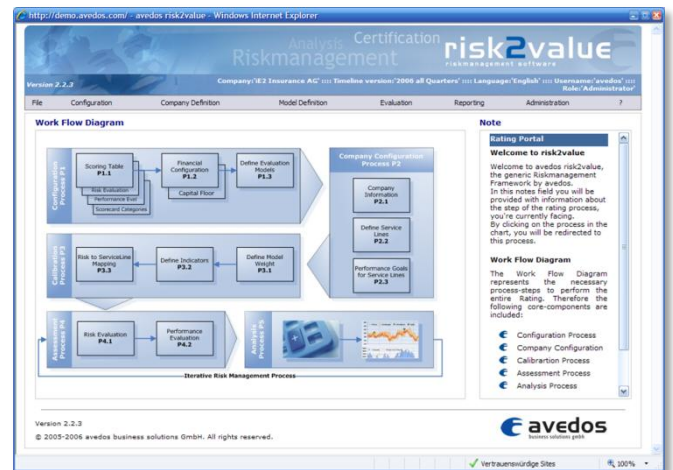 http://demo.avedos.com/ - avedos risk2value - Windows Internet Explorer
Analysis Certification
Riskmanagement
risk2value
riskmanagement software
Version 2.2.3
Company:'iE2 Insurance AG' :::: Timeline version:'2006 all Quarters' :::: Language:'English' :::: Username:'avedos' ::::
Role:'Administrator'
File Configuration Company Definition Model Definition Evaluation Reporting Administration ?
Work Flow Diagram
Configuration
Process P1
Scoring Table
P1.1
Risk Evaluation
Performance Eval
Scorecard Categories
Financial
Configuration
P1.2
Capital Floor
Define Evaluation
Models
P1.3
Company Configuration
Process P2
Company
Information
P2.1
Define Service
Lines
P2.2
Performance Goals
for Service Lines
P2.3
Calibration
Process P3
Risk to ServiceLine
Mapping
P3.3
Define Indicators
P3.2
Define Model
Weight
P3.1
Assessment
Process P4
Risk Evaluation
P4.1
Performance
Evaluation
P4.2
Analysis
Process P5
Iterative Risk Management Process
Note
Rating Portal
Welcome to risk2value
Welcome to avedos risk2value,
the generic Riskmanagement
Framework by avedos.
In this notes field you will be
provided with information about
the step of the rating process,
you're currently facing.
By clicking on the process in the
chart, you will be redirected to
this process.
Work Flow Diagram
The Work Flow Diagram
represents the necessary
process-steps to perform the
entire Rating. Therefore the
following core-components are
included:
Configuration Process
Company Configuration
Calibrartion Process
Assessment Process
Analysis Process
Version 2.2.3
© 2005-2006 avedos business solutions GmbH. All rights reserved.
avedos
business solutions gmbh
Vertrauenswürdige Sites
100%